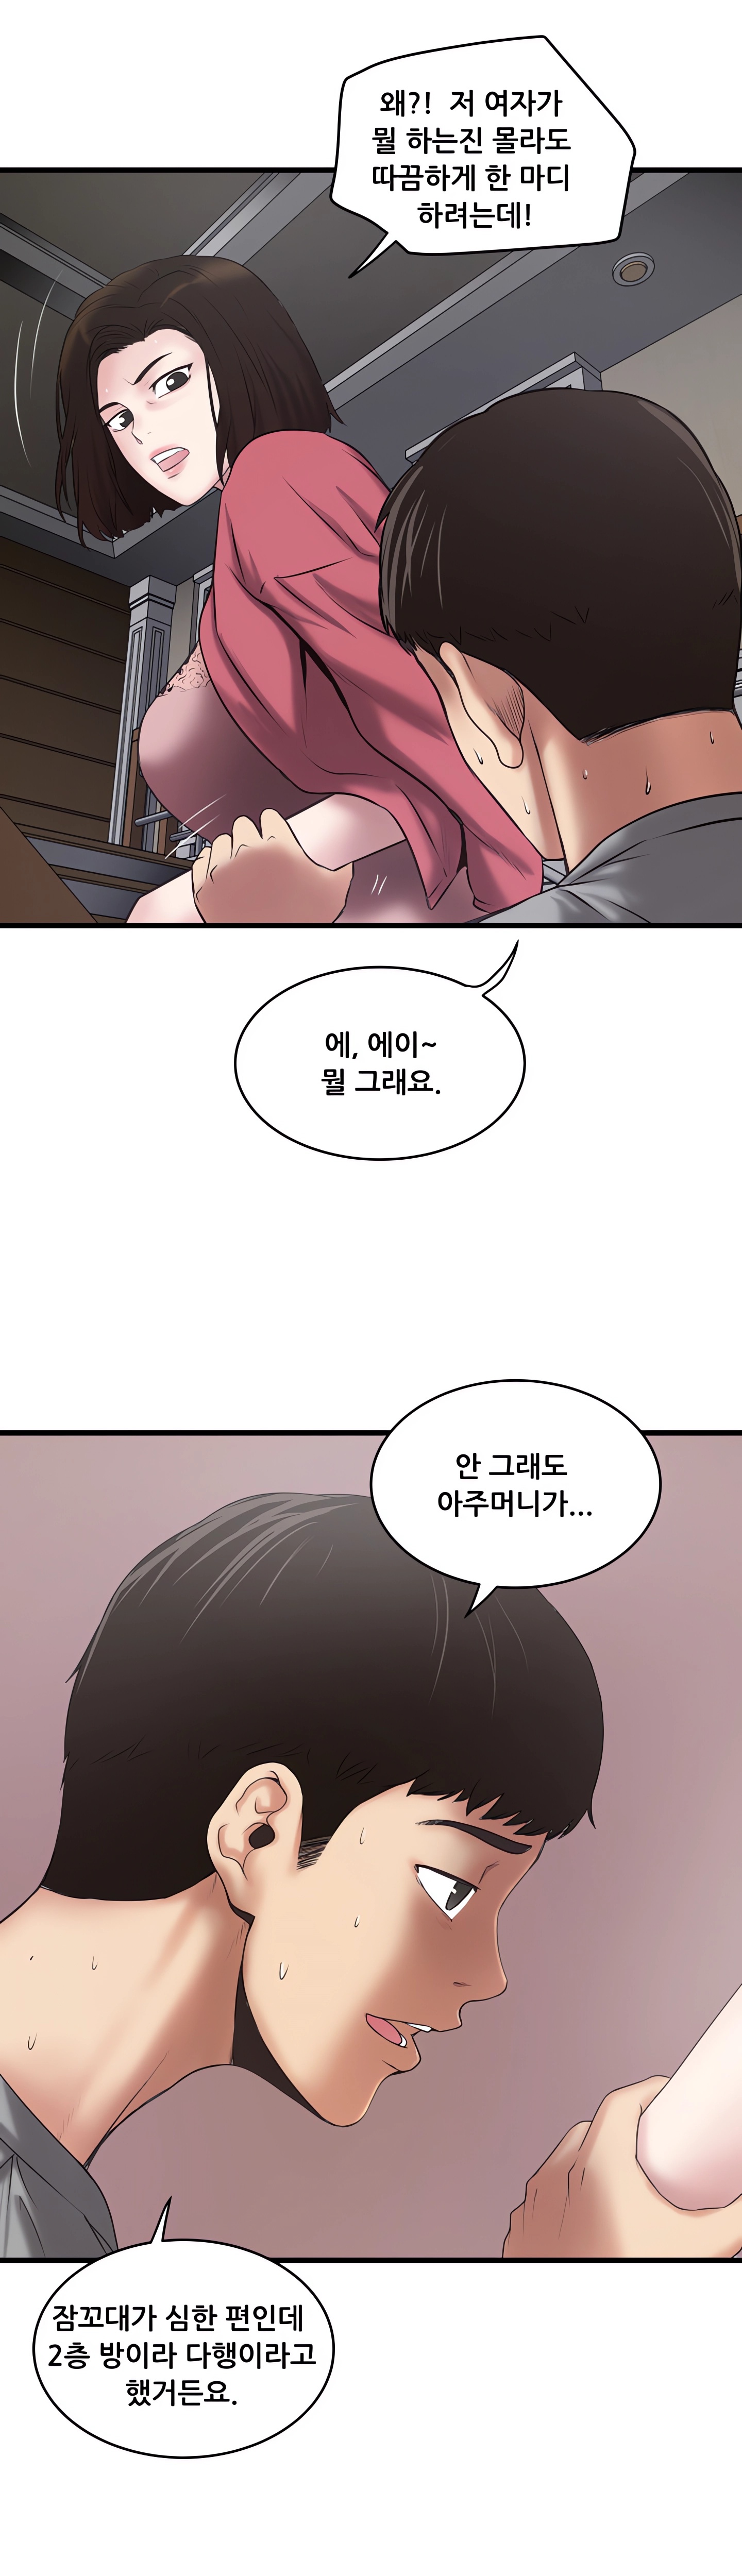 왜?! 저 여자가
뭘 하는진 몰라도
따끔하게 한 마디
하려는데!
에, 에이~
뭘 그래요.
안 그래도
아주머니가...
잠꼬대가 심한 편인데
2층 방이라 다행이라고
했거든요.